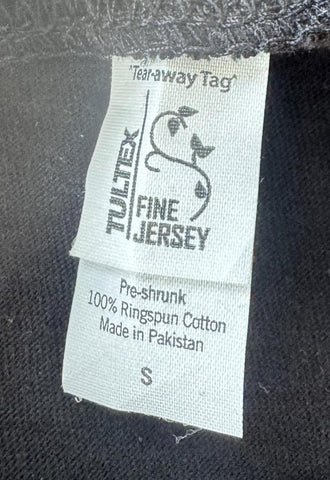 "Tear-away Tag"
TULTEX
FINE
JERSEY
Pre-shrunk
100% Ringspun Cotton
Made in Pakistan
S